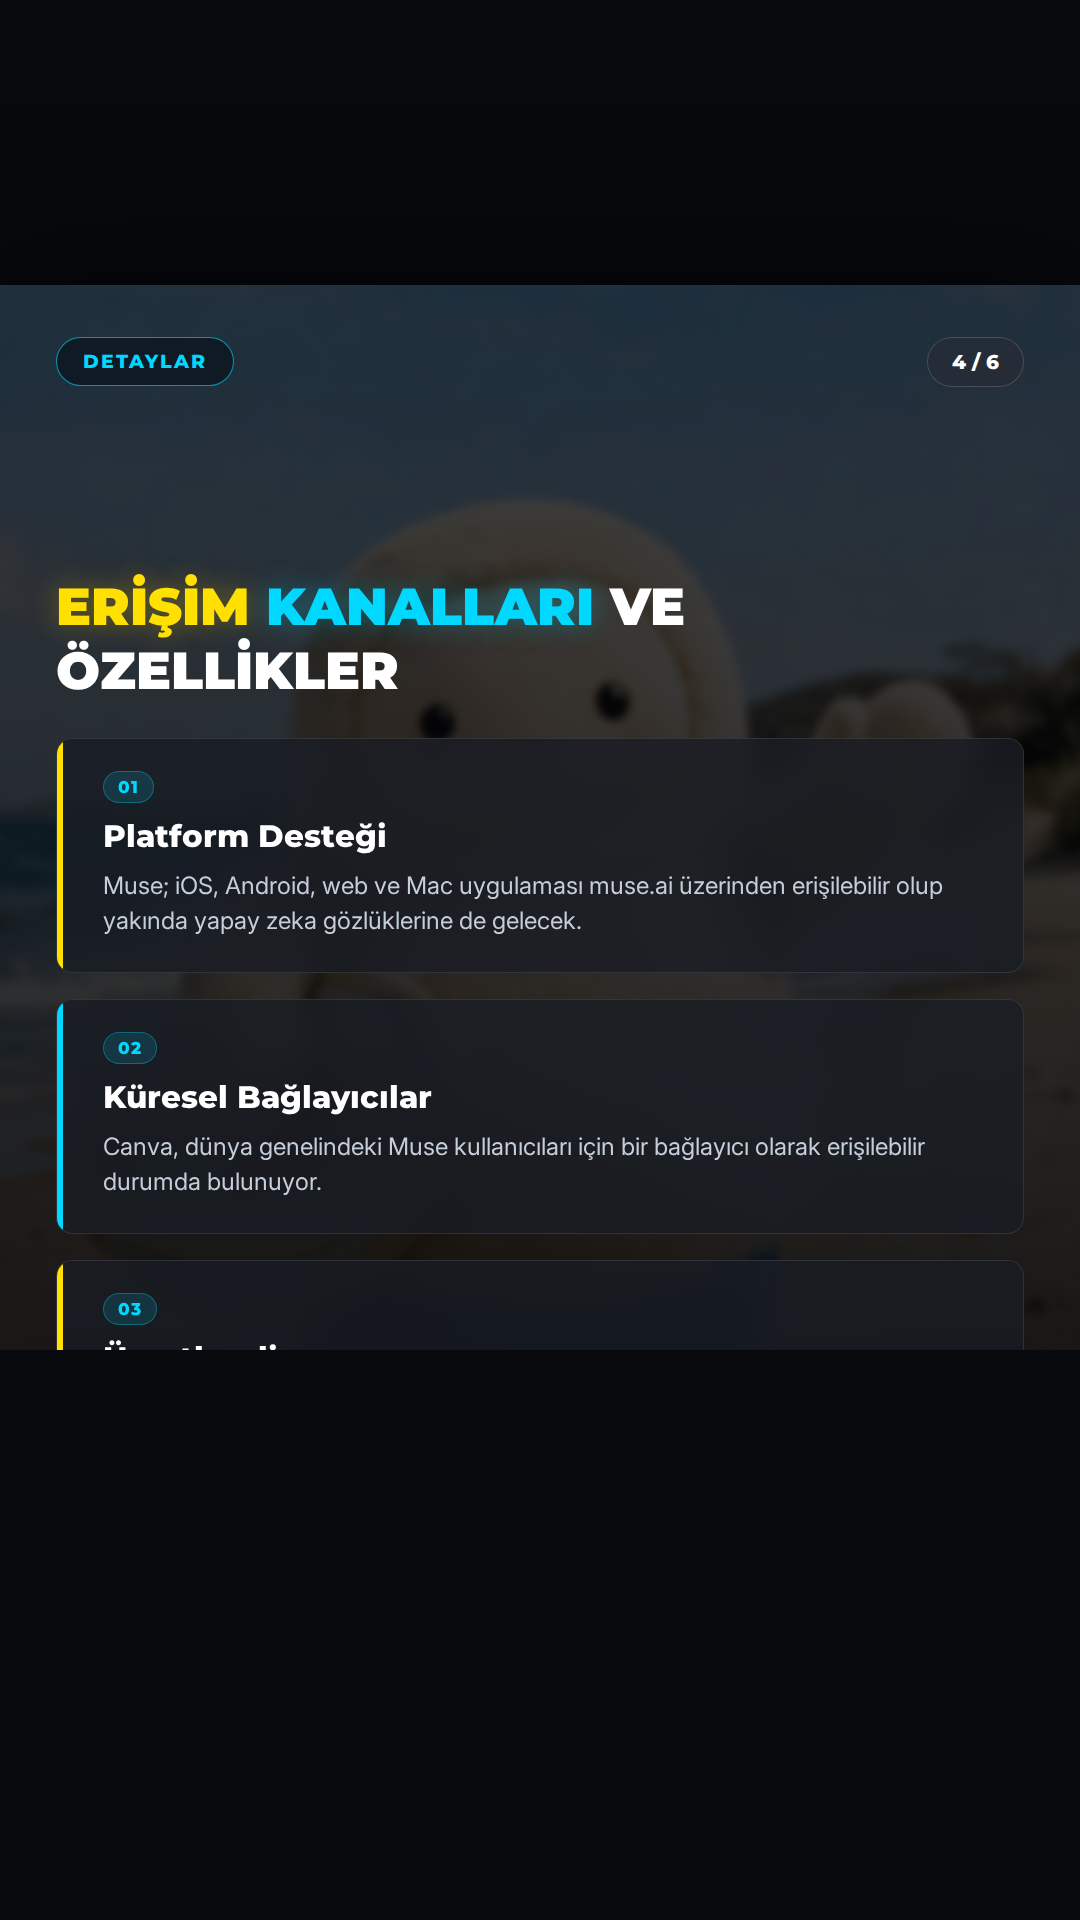 DETAYLAR
4 / 6
ERİŞİM KANALLARI VE
ÖZELLİKLER
01
Platform Desteği
Muse; iOS, Android, web ve Mac uygulaması muse.ai üzerinden erişilebilir olup
yakında yapay zeka gözlüklerine de gelecek.
02
Küresel Bağlayıcılar
Canva, dünya genelindeki Muse kullanıcıları için bir bağlayıcı olarak erişilebilir
durumda bulunuyor.
03